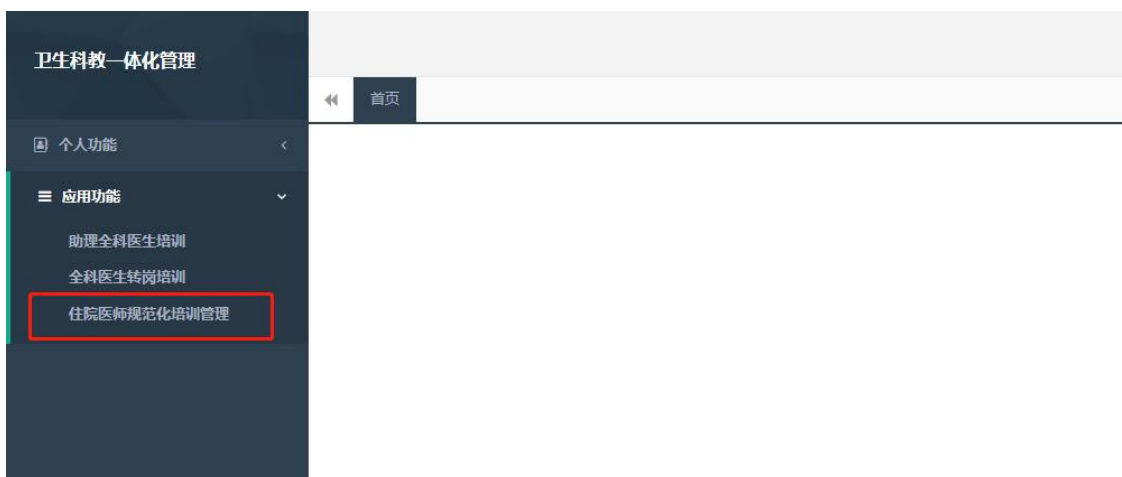 卫生科教一体化管理
首页
个人功能
应用功能
助理全科医生培训
全科医生转岗培训
住院医师规范化培训管理